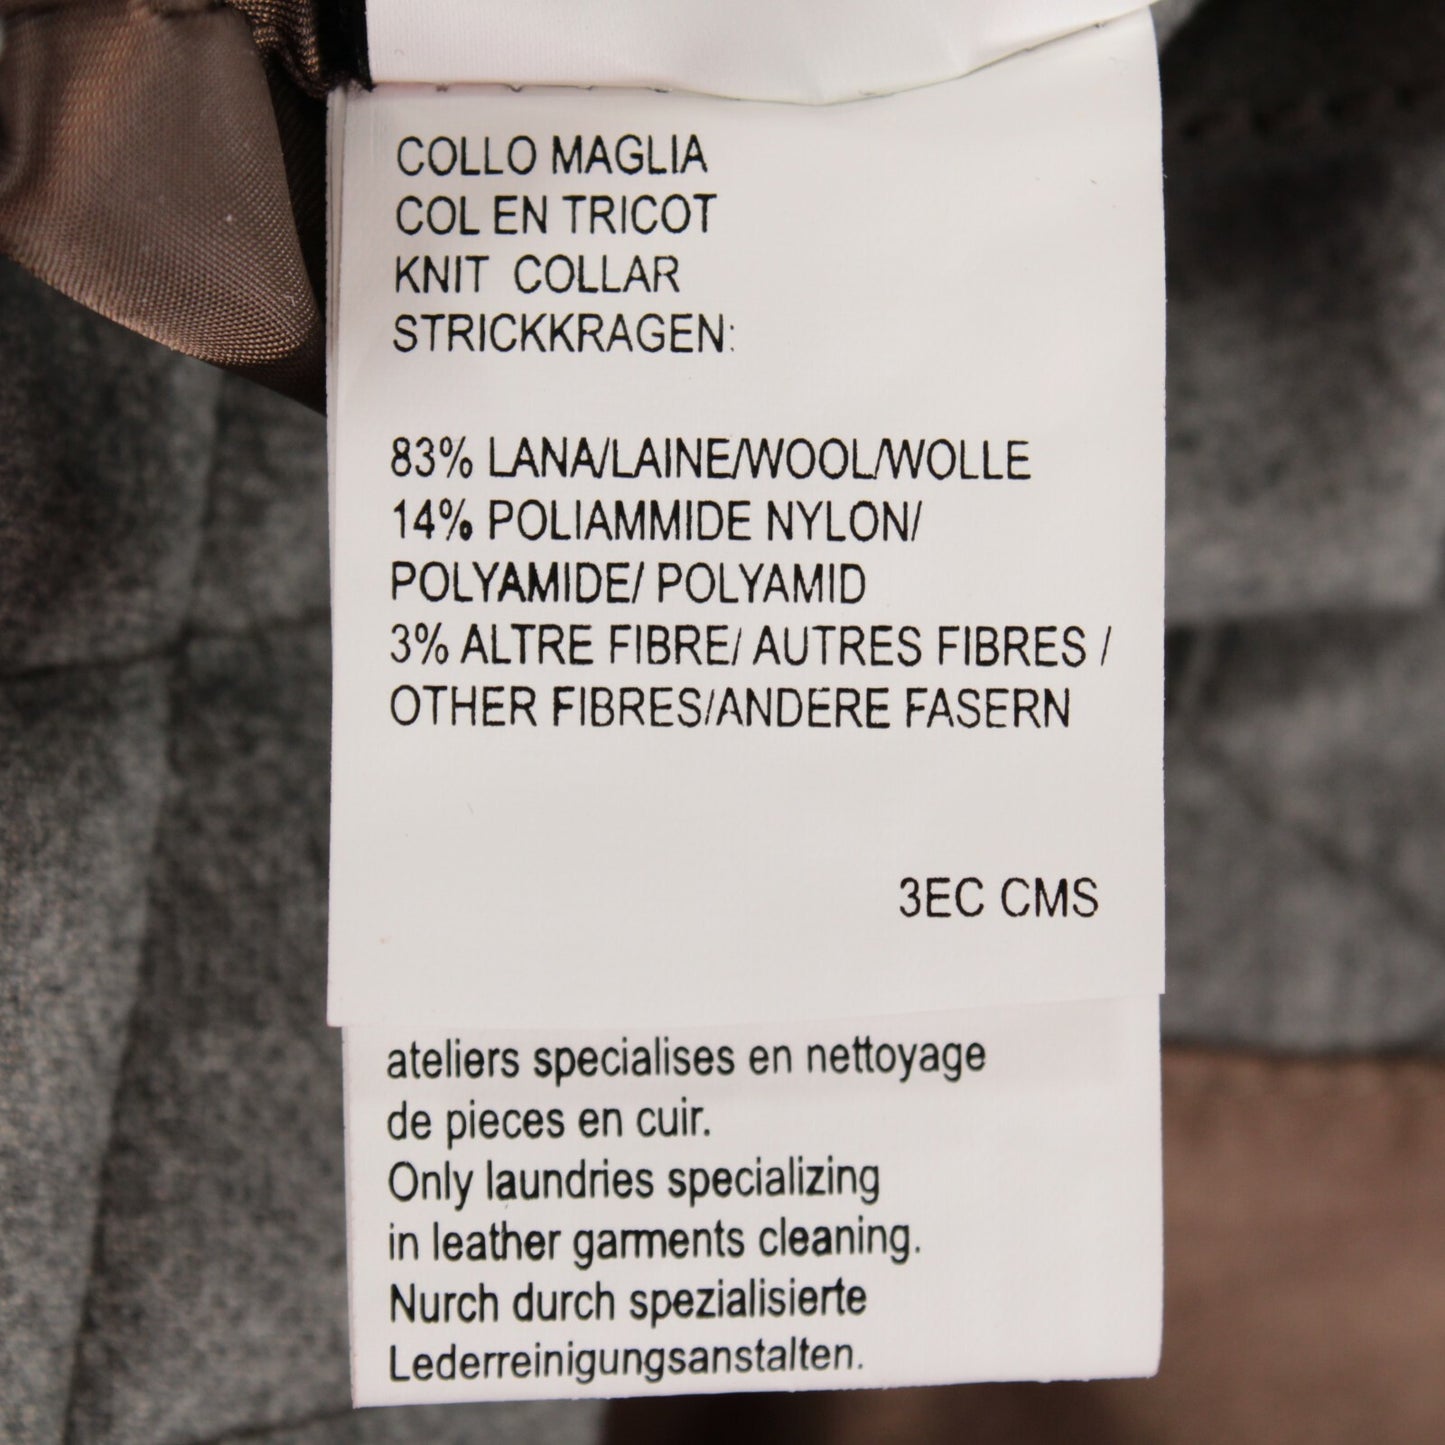 COLLO MAGLIA
COL EN TRICOT
KNIT COLLAR
STRICKKRAGEN:
83% LANA/LAINE/WOOL/WOLLE
14% POLIAMMIDE NYLON/
POLYAMIDE/ POLYAMID
3% ALTRE FIBRE/ AUTRES FIBRES /
OTHER FIBRES/ANDERE FASERN
3EC CMS
ateliers specialises en nettoyage
de pieces en cuir.
Only laundries specializing
in leather garments cleaning.
Nurch durch spezialisierte
Lederreinigungsanstalten.